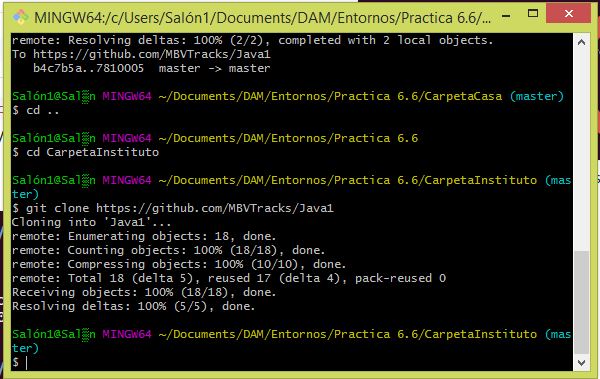 MINGW64:/c/Users/Salón1/Documents/DAM/Entornos/Practica 6.6/...
remote: Resolving deltas: 100% (2/2), completed with 2 local objects.
To https://github.com/MBVTracks/Java1
   b4c7b5a..7810005  master -> master
Salón1@Sal▒n MINGW64 ~/Documents/DAM/Entornos/Practica 6.6/CarpetaCasa (master)
$ cd ..
Salón1@Sal▒n MINGW64 ~/Documents/DAM/Entornos/Practica 6.6
$ cd CarpetaInstituto
Salón1@Sal▒n MINGW64 ~/Documents/DAM/Entornos/Practica 6.6/CarpetaInstituto (mas
ter)
$ git clone https://github.com/MBVTracks/Java1
Cloning into 'Java1'...
remote: Enumerating objects: 18, done.
remote: Counting objects: 100% (18/18), done.
remote: Compressing objects: 100% (10/10), done.
remote: Total 18 (delta 5), reused 17 (delta 4), pack-reused 0
Receiving objects: 100% (18/18), done.
Resolving deltas: 100% (5/5), done.
Salón1@Sal▒n MINGW64 ~/Documents/DAM/Entornos/Practica 6.6/CarpetaInstituto (mas
ter)
$